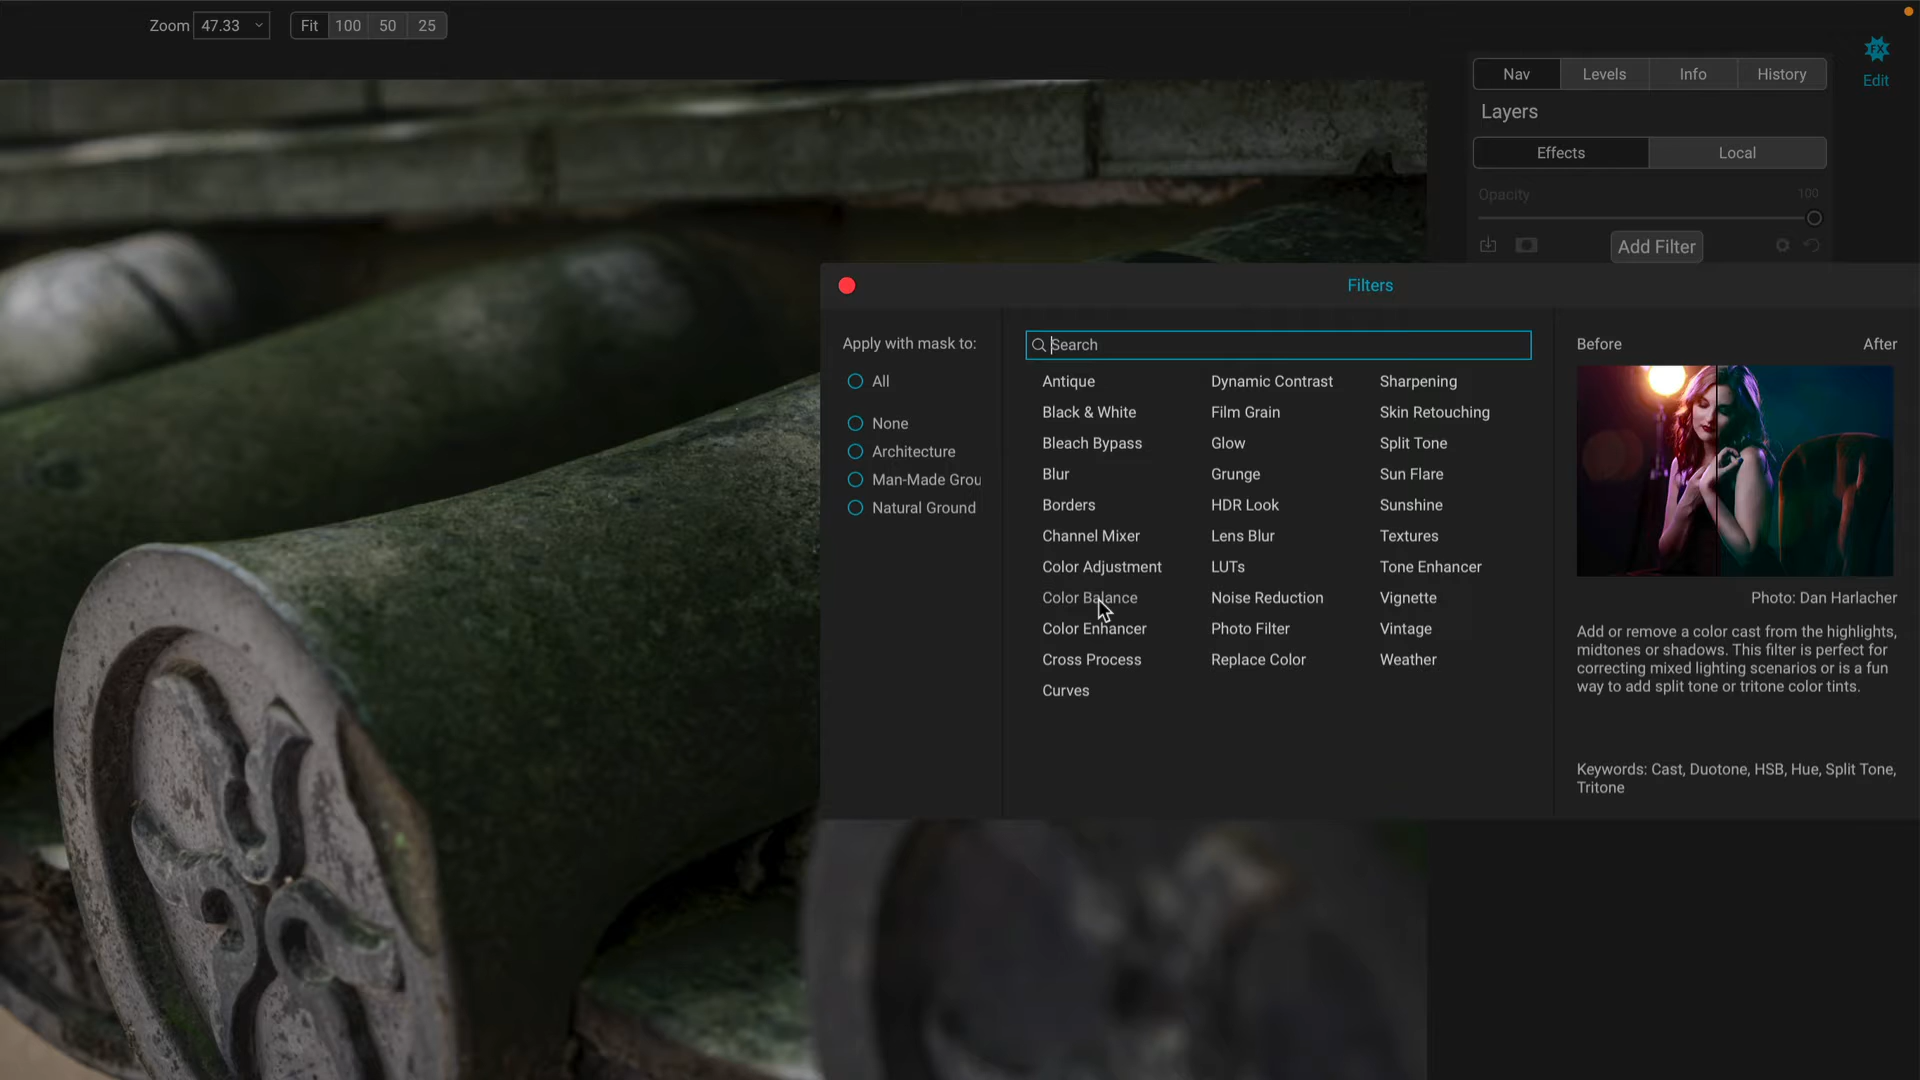 Zoom 47.33 Fit 100 50 25
FX
Edit
Nav Levels Info History
Layers
Effects Local
Opacity 100
Add Filter
Filters
Apply with mask to:
All
None
Architecture
Man-Made Grou
Natural Ground
Search
Antique
Black & White
Bleach Bypass
Blur
Borders
Channel Mixer
Color Adjustment
Color Balance
Color Enhancer
Cross Process
Curves
Dynamic Contrast
Film Grain
Glow
Grunge
HDR Look
Lens Blur
LUTs
Noise Reduction
Photo Filter
Replace Color
Sharpening
Skin Retouching
Split Tone
Sun Flare
Sunshine
Textures
Tone Enhancer
Vignette
Vintage
Weather
Before After
Photo: Dan Harlacher
Add or remove a color cast from the highlights,
midtones or shadows. This filter is perfect for
correcting mixed lighting scenarios or is a fun
way to add split tone or tritone color tints.
Keywords: Cast, Duotone, HSB, Hue, Split Tone,
Tritone